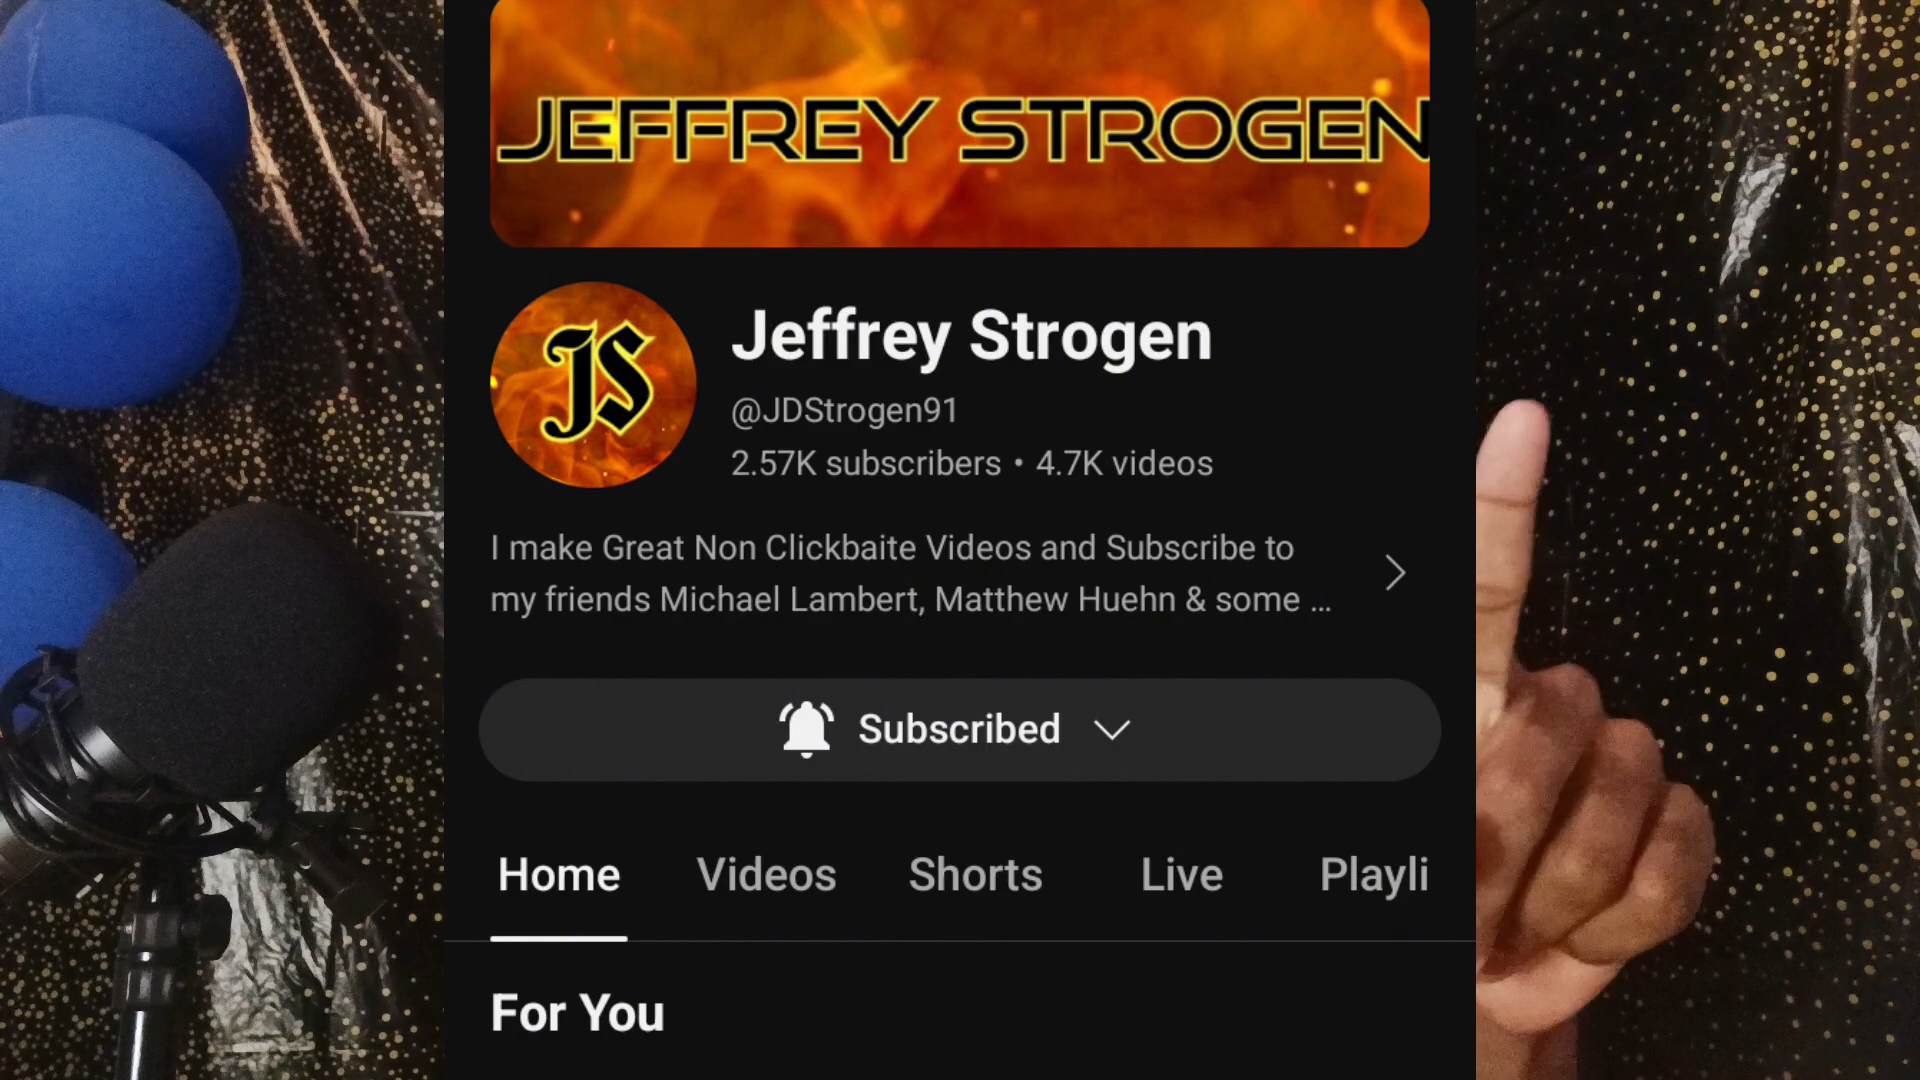 JEFFREY STROGEN
JS
Jeffrey Strogen
@JDStrogen91
2.57K subscribers • 4.7K videos
I make Great Non Clickbaite Videos and Subscribe to
my friends Michael Lambert, Matthew Huehn & some ...
Subscribed
Home Videos Shorts Live Playli
For You